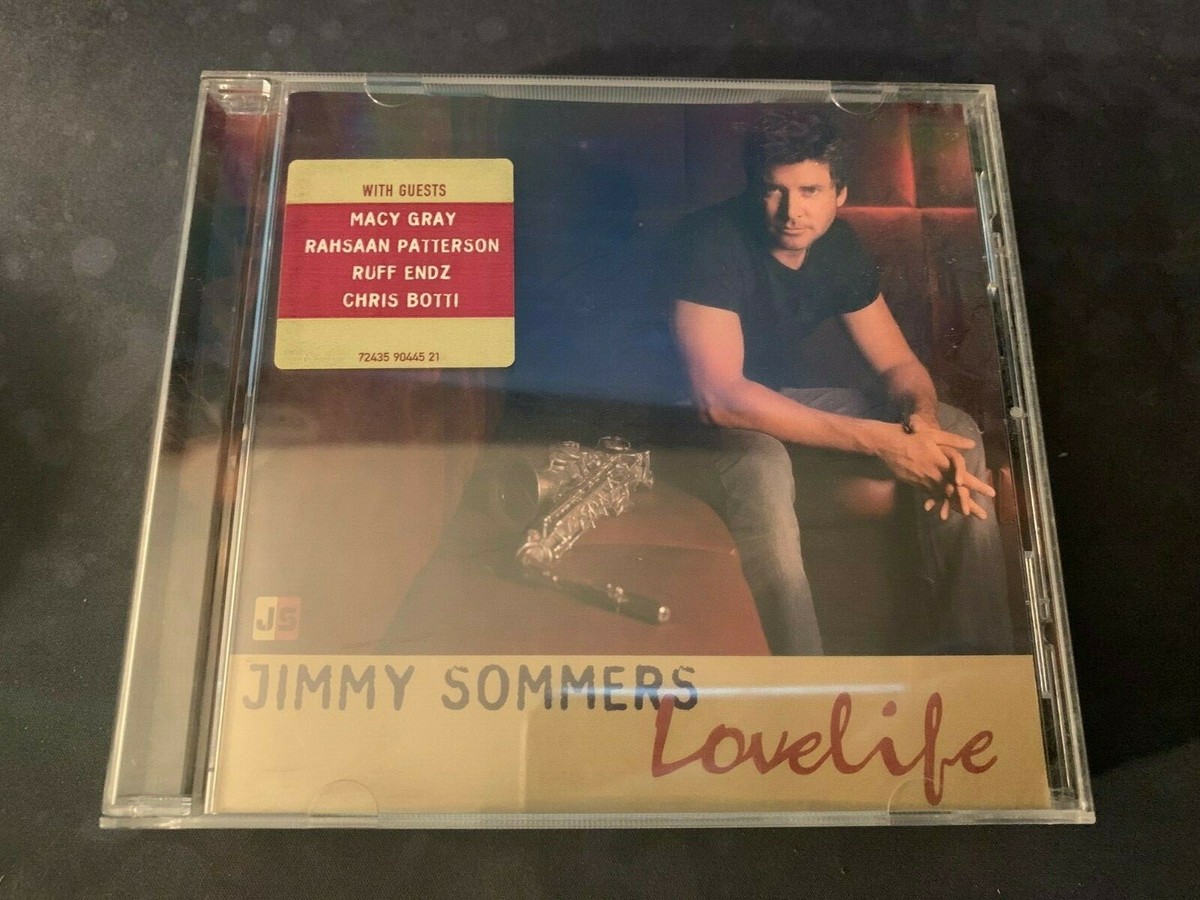 WITH GUESTS
MACY GRAY
RAHSAAN PATTERSON
RUFF ENDZ
CHRIS BOTTI
72435 90445 21
JS
JIMMY SOMMERS
Lovelife